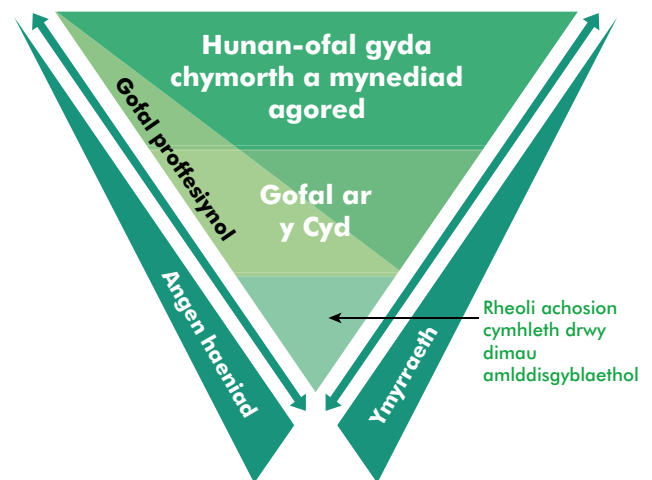 Hunan-ofal gyda
chymorth a mynediad
agored
Gofal proffesiynol
Gofal ar
y Cyd
Angen haeniad
Ymyrraeth
Rheoli achosion
cymhleth drwy
dimau
amlddisgyblaethol